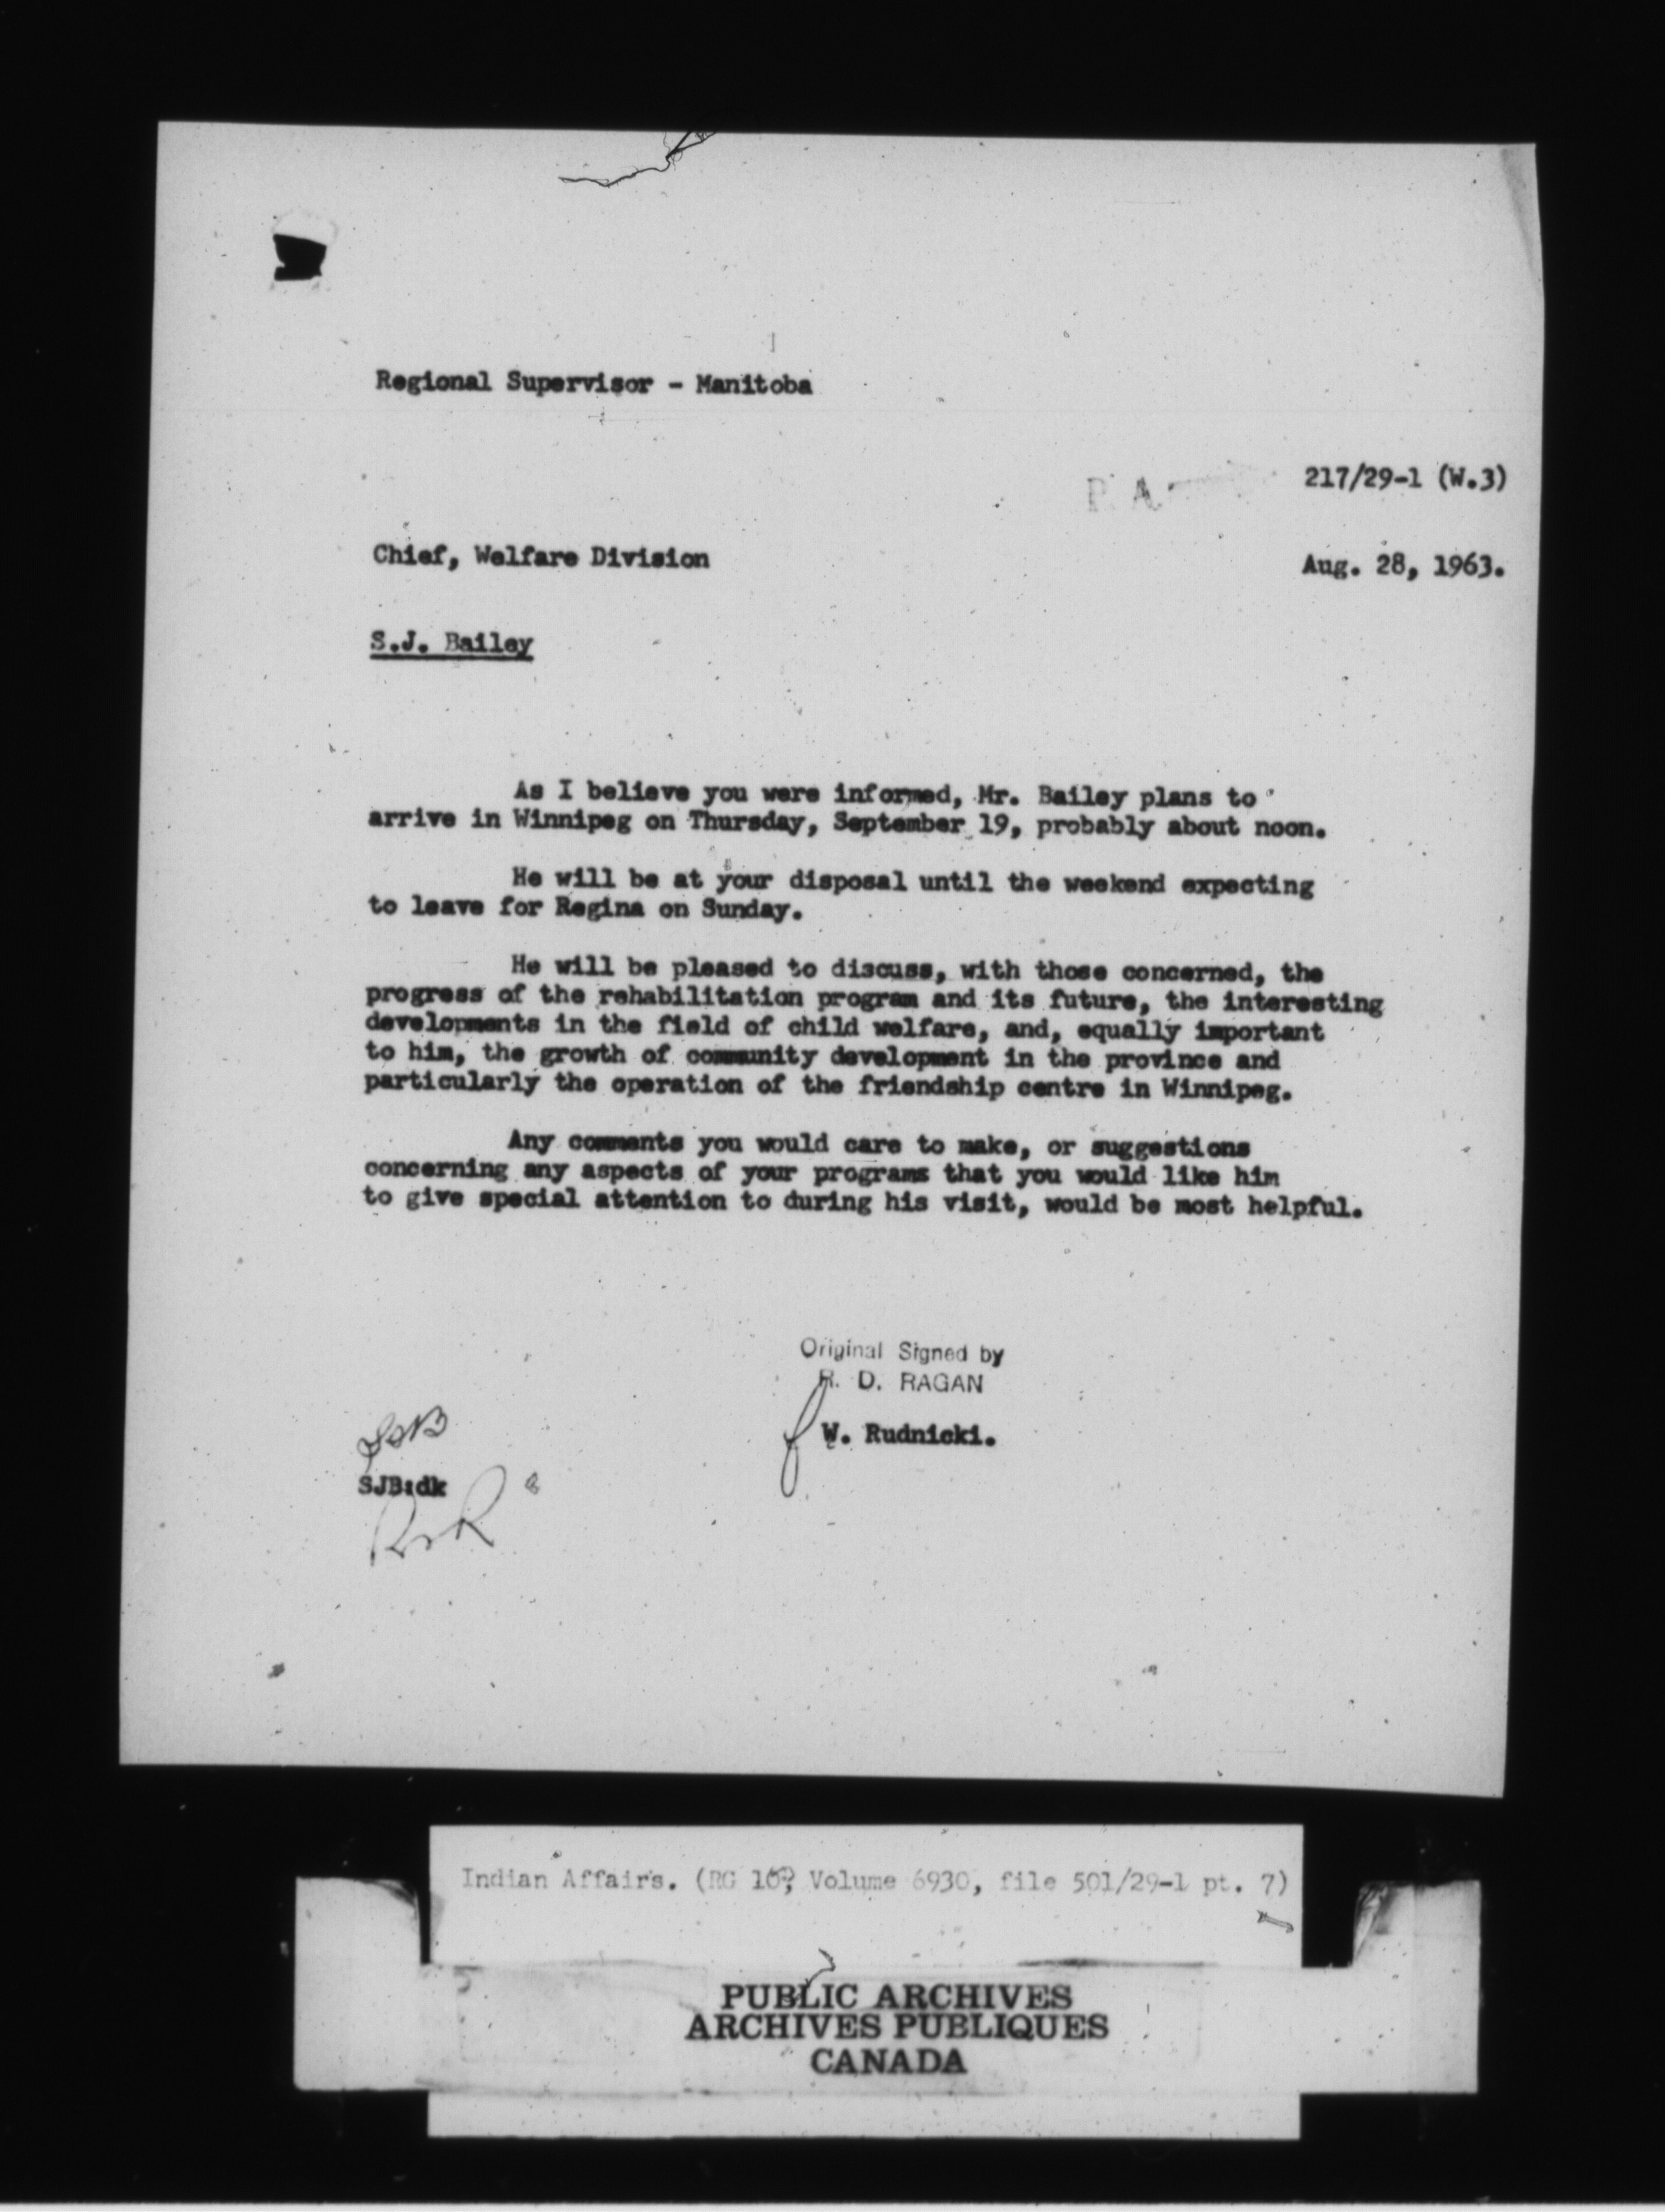 Regional Supervisor - Manitoba
P. A.
217/29-1 (W.3)
Chief, Welfare Division
Aug. 28, 1963.
S.J. Bailey
As I believe you were informed, Mr. Bailey plans to
arrive in Winnipeg on Thursday, September 19, probably about noon.
He will be at your disposal until the weekend expecting
to leave for Regina on Sunday.
He will be pleased to discuss, with those concerned, the
progress of the rehabilitation program and its future, the interesting
developments in the field of child welfare, and, equally important
to him, the growth of community development in the province and
particularly the operation of the friendship centre in Winnipeg.
Any comments you would care to make, or suggestions
concerning any aspects of your programs that you would like him
to give special attention to during his visit, would be most helpful.
Original Signed by
R. D. RAGAN
W. Rudnicki.
SJB
SJB:dk
Indian Affairs. (RG 10, Volume 6930, file 501/29-1 pt. 7)
PUBLIC ARCHIVES
ARCHIVES PUBLIQUES
CANADA